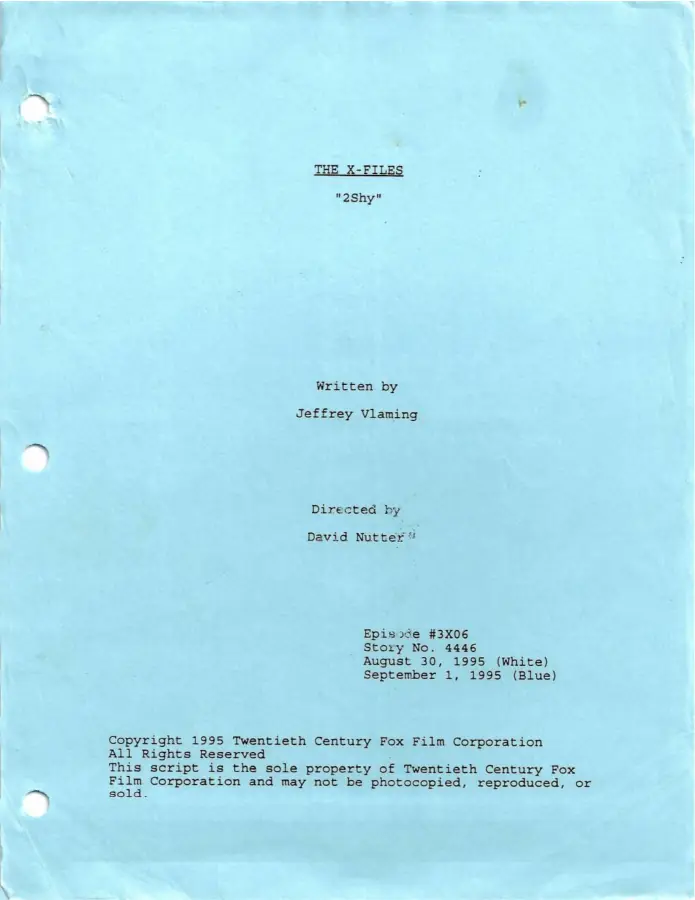 THE X-FILES
"2Shy"
Written by
Jeffrey Vlaming
Directed by
David Nutter
Episode #3X06
Story No. 4446
August 30, 1995 (White)
September 1, 1995 (Blue)
Copyright 1995 Twentieth Century Fox Film Corporation
All Rights Reserved
This script is the sole property of Twentieth Century Fox
Film Corporation and may not be photocopied, reproduced, or
sold.